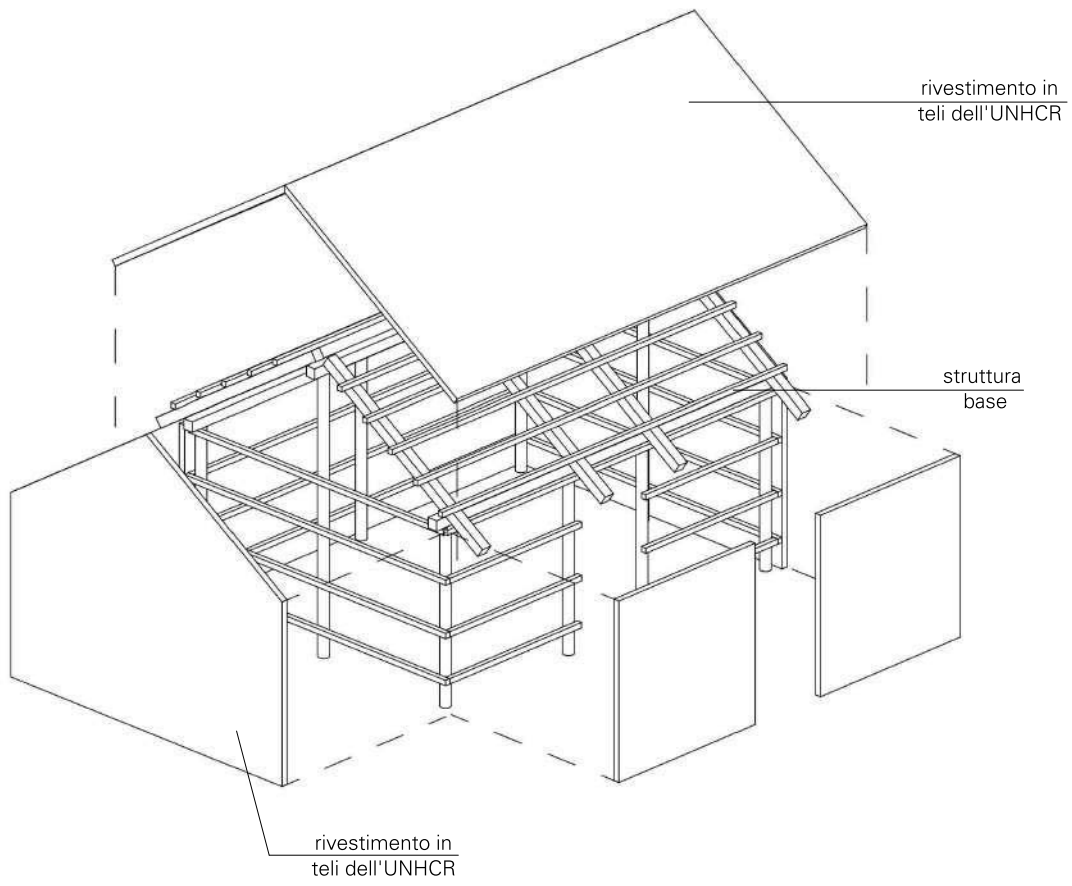 rivestimento in
teli dell'UNHCR
struttura
base
rivestimento in
teli dell'UNHCR